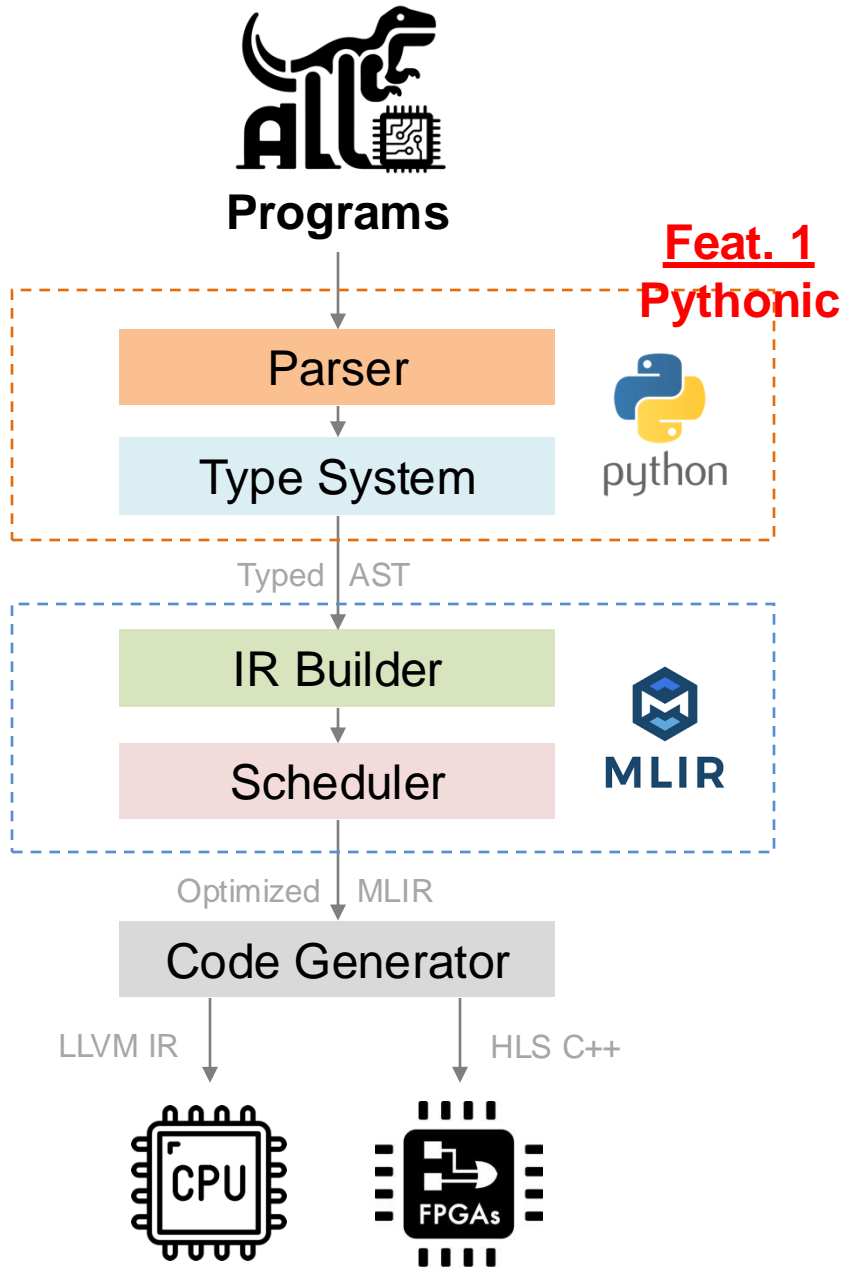 ALLO
Programs
Feat. 1
Pythonic
Parser
Type System
python
Typed AST
IR Builder
Scheduler
MLIR
Optimized MLIR
Code Generator
LLVM IR
HLS C++
CPU
FPGAs